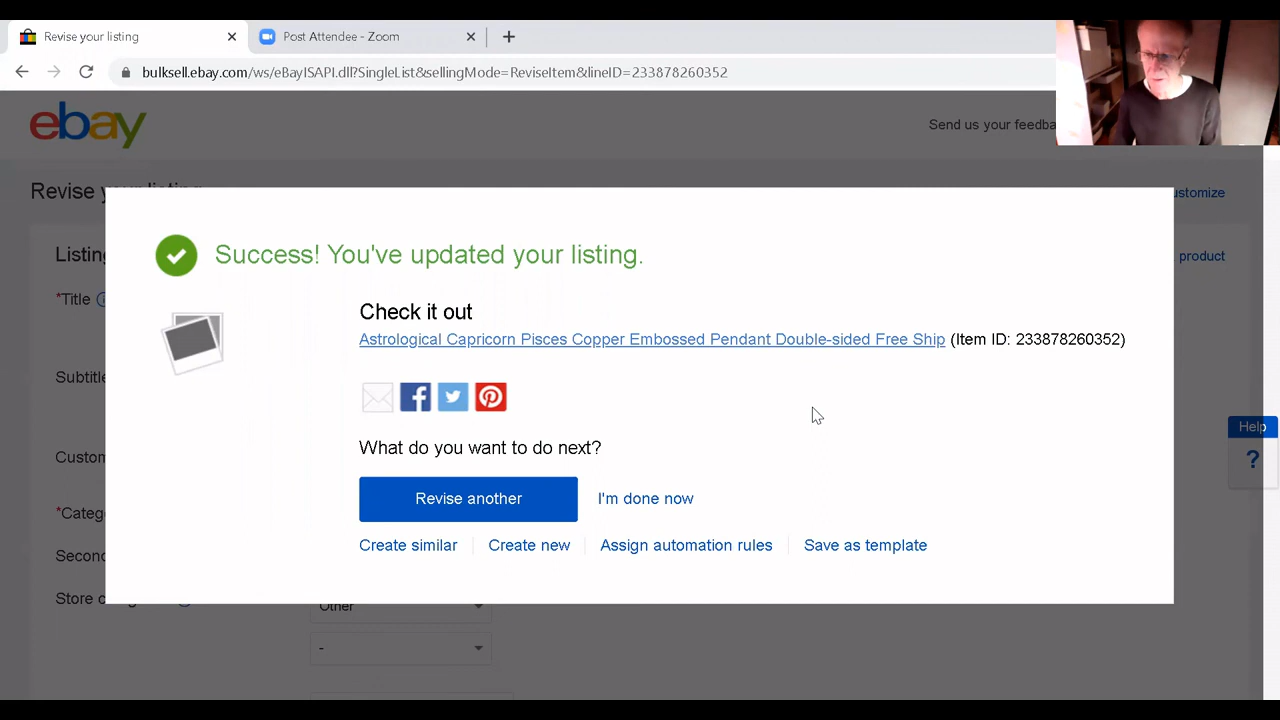 Revise your listing
Post Attendee - Zoom
bulksell.ebay.com/ws/eBayISAPI.dll?SingleList&sellingMode=ReviseItem&lineID=233878260352
ebay
Send us your feedba
Revise your listing
ustomize
Listing
product
*Title
Subtitle
Custom
*Categ
Secon
Store c
Success! You've updated your listing.
Check it out
Astrological Capricorn Pisces Copper Embossed Pendant Double-sided Free Ship (Item ID: 233878260352)
What do you want to do next?
Revise another
I'm done now
Create similar
Create new
Assign automation rules
Save as template
Other
-
Help
?